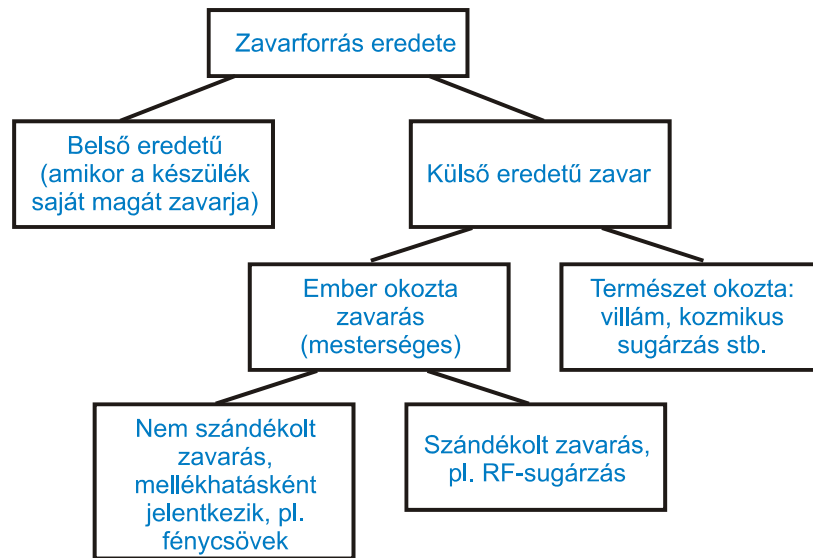 Zavarforrás eredete
Belső eredetű
(amikor a készülék
saját magát zavarja)
Külső eredetű zavar
Ember okozta
zavarás
(mesterséges)
Természet okozta:
villám, kozmikus
sugárzás stb.
Nem szándékolt
zavarás,
mellékhatásként
jelentkezik, pl.
fénycsövek
Szándékolt zavarás,
pl. RF-sugárzás